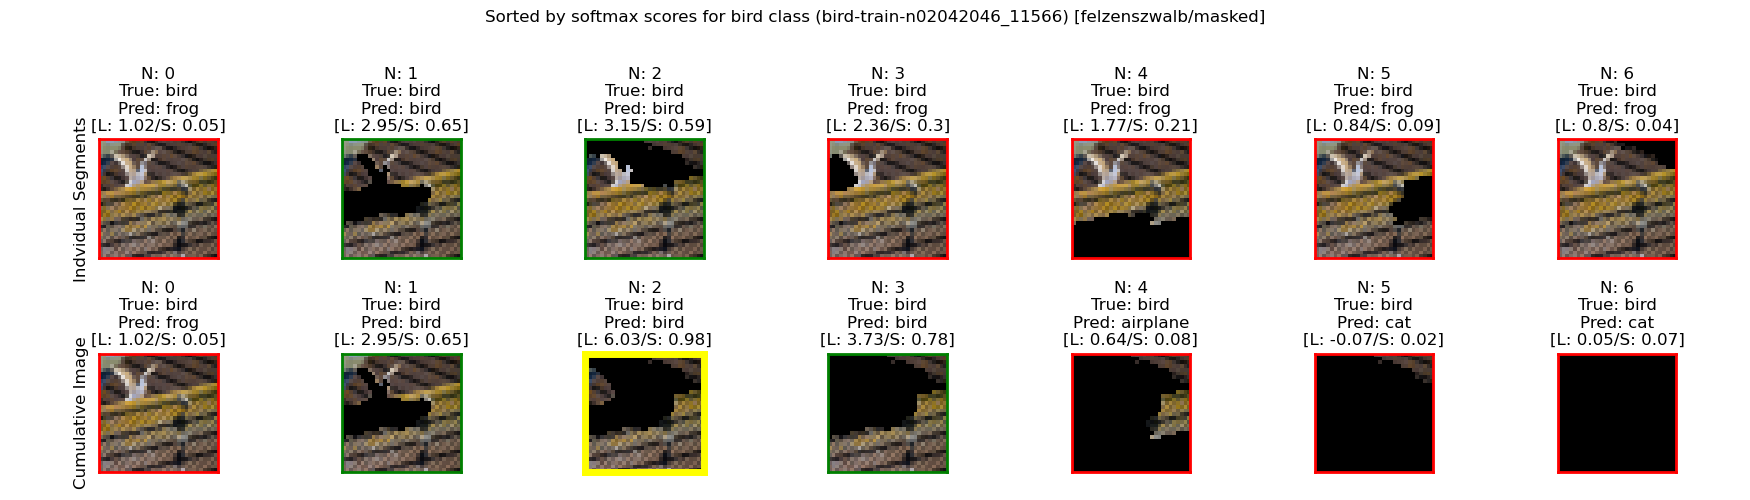 Sorted by softmax scores for bird class (bird-train-n02042046_11566) [felzenszwalb/masked]
Indvidual Segments
N: 0
True: bird
Pred: frog
[L: 1.02/S: 0.05]
N: 1
True: bird
Pred: bird
[L: 2.95/S: 0.65]
N: 2
True: bird
Pred: bird
[L: 3.15/S: 0.59]
N: 3
True: bird
Pred: frog
[L: 2.36/S: 0.3]
N: 4
True: bird
Pred: frog
[L: 1.77/S: 0.21]
N: 5
True: bird
Pred: frog
[L: 0.84/S: 0.09]
N: 6
True: bird
Pred: frog
[L: 0.8/S: 0.04]
Cumulative Image
N: 0
True: bird
Pred: frog
[L: 1.02/S: 0.05]
N: 1
True: bird
Pred: bird
[L: 2.95/S: 0.65]
N: 2
True: bird
Pred: bird
[L: 6.03/S: 0.98]
N: 3
True: bird
Pred: bird
[L: 3.73/S: 0.78]
N: 4
True: bird
Pred: airplane
[L: 0.64/S: 0.08]
N: 5
True: bird
Pred: cat
[L: -0.07/S: 0.02]
N: 6
True: bird
Pred: cat
[L: 0.05/S: 0.07]